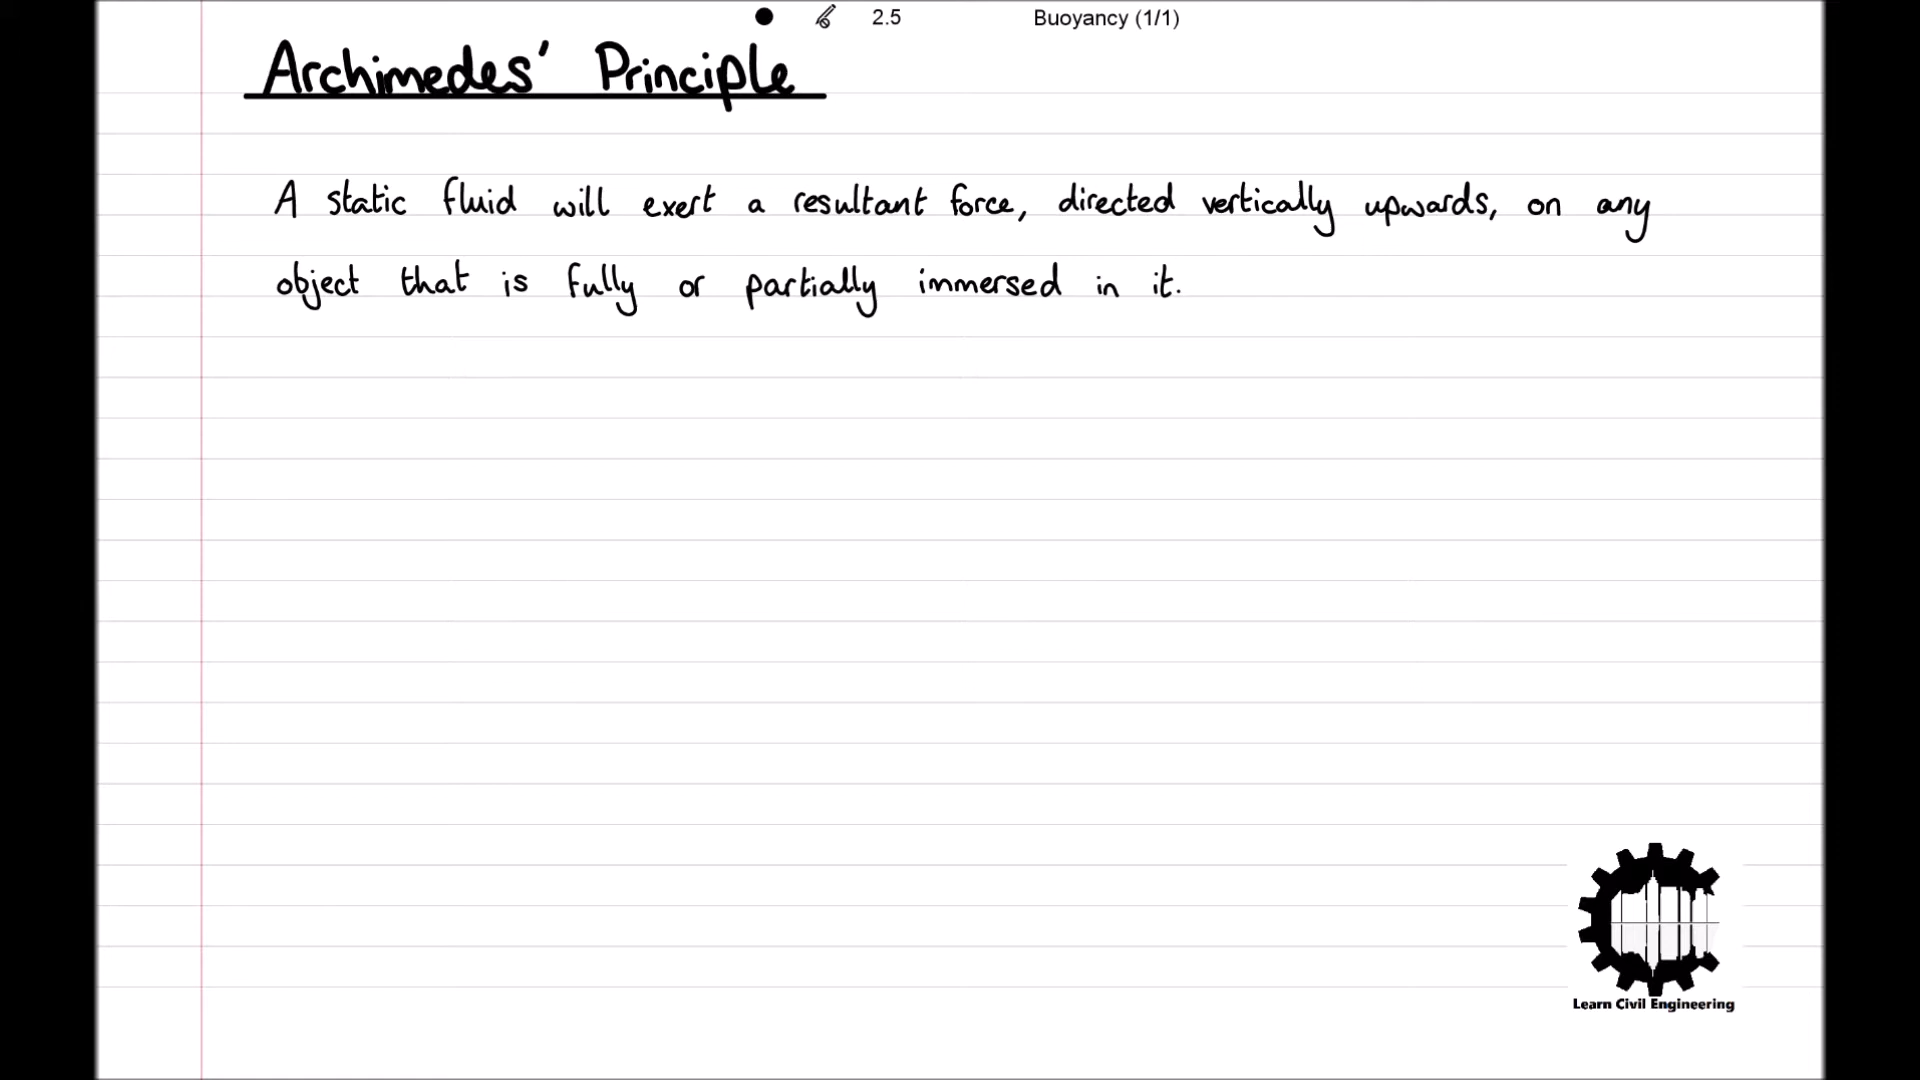 2.5 Buoyancy (1/1)
Archimedes' Principle
A static fluid will exert a resultant force, directed vertically upwards, on any
object that is fully or partially immersed in it.
Learn Civil Engineering